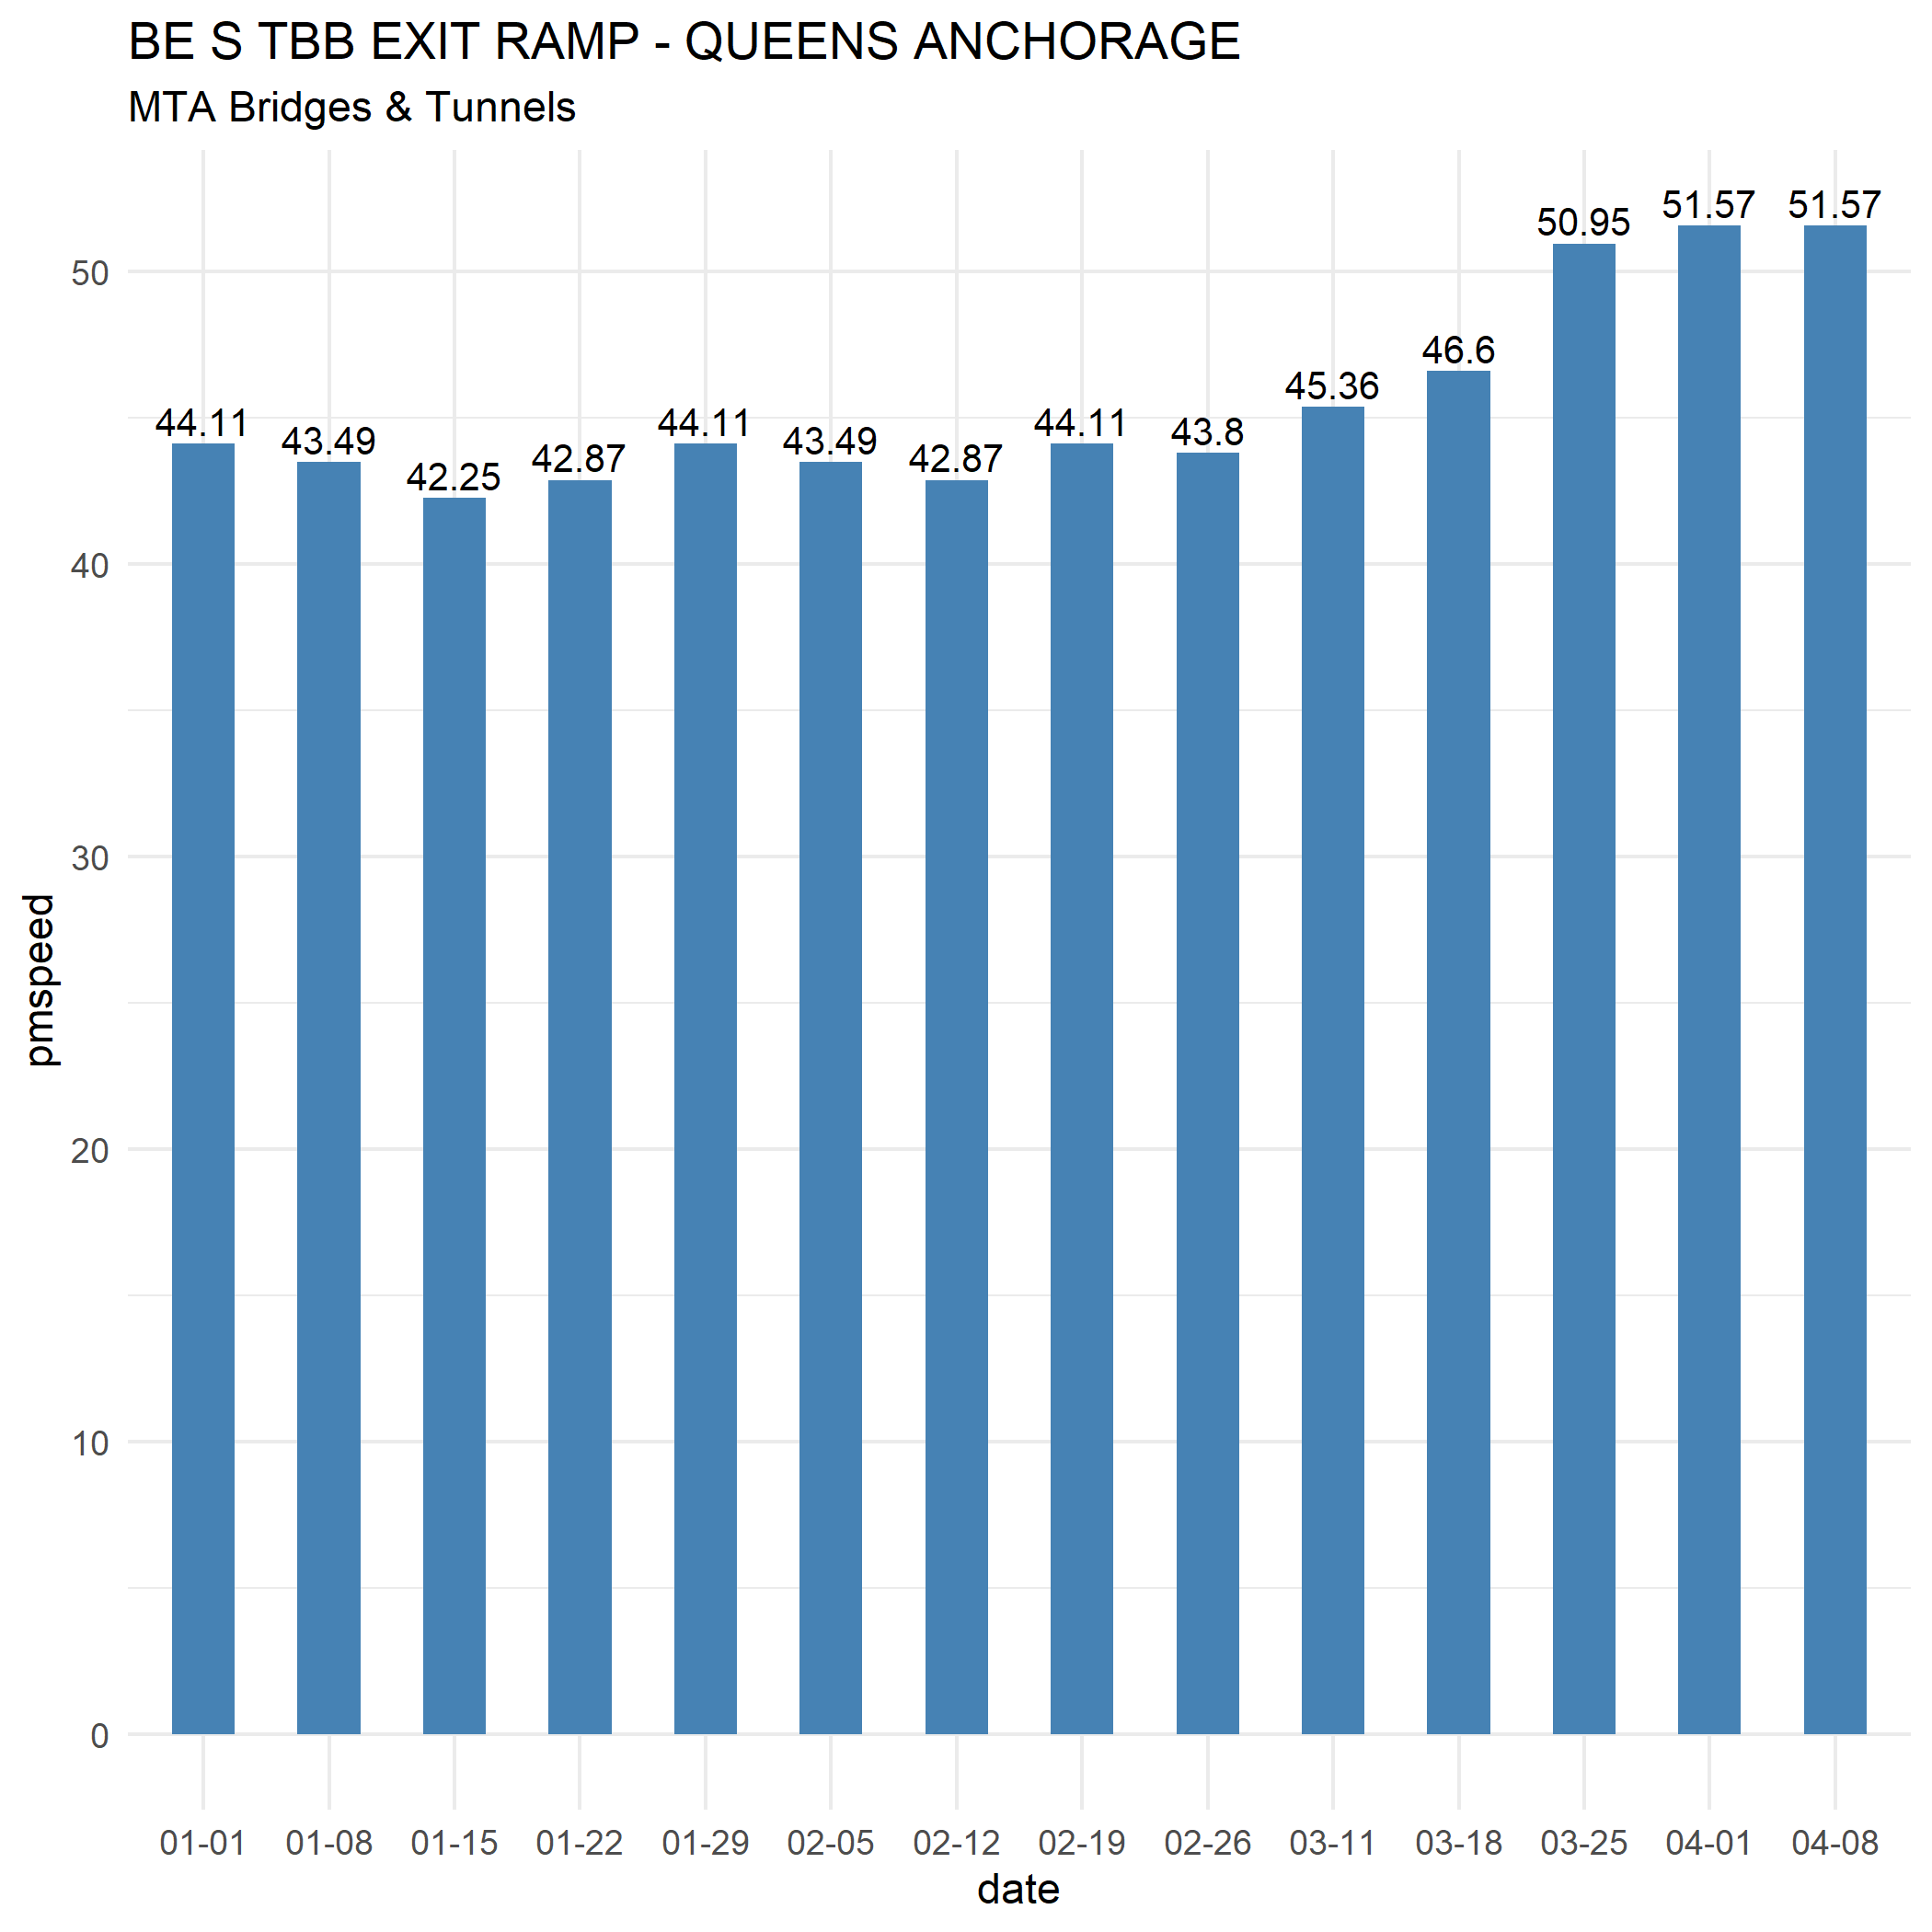 BE S TBB EXIT RAMP - QUEENS ANCHORAGE
MTA Bridges & Tunnels
44.11 43.49 42.25 42.87 44.11 43.49 42.87 44.11 43.8 45.36 46.6 50.95 51.57 51.57
50
40
30
20
10
0
pmspeed
01-01 01-08 01-15 01-22 01-29 02-05 02-12 02-19 02-26 03-11 03-18 03-25 04-01 04-08
date